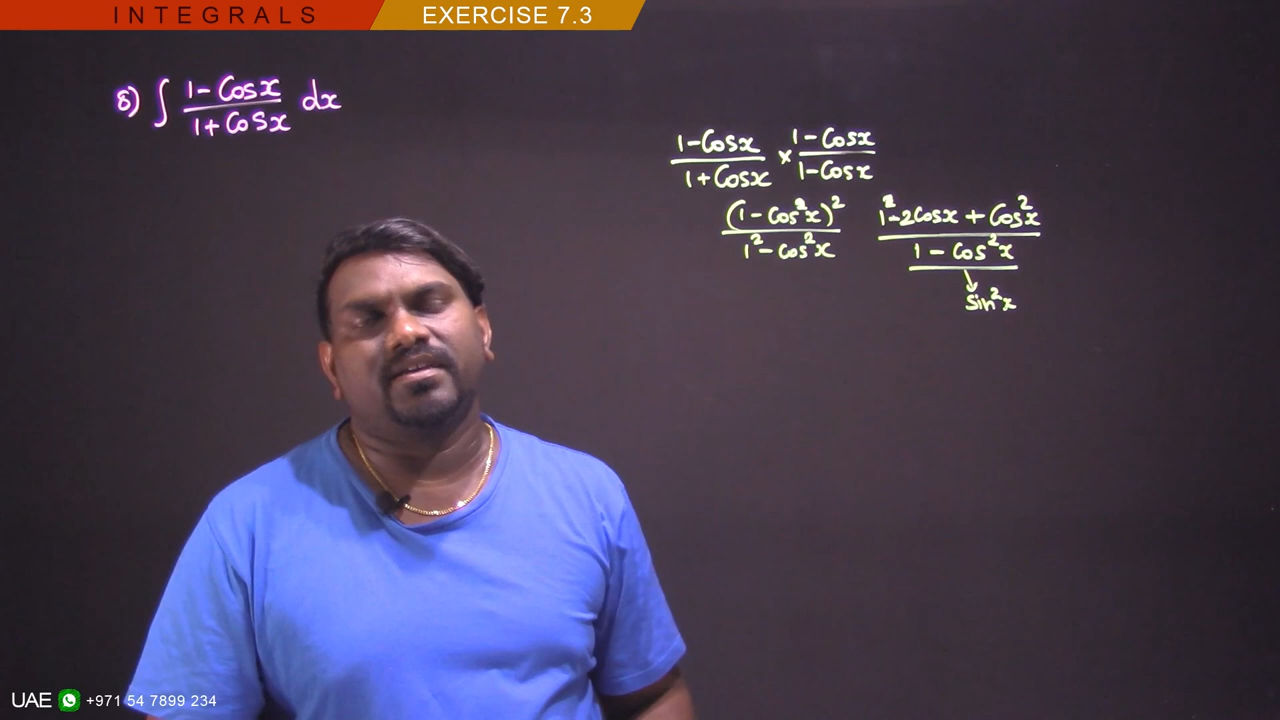 INTEGRALS EXERCISE 7.3
8) ∫ (1 - Cosx)/(1 + Cosx) dx
(1 - Cosx)/(1 + Cosx) × (1 - Cosx)/(1 - Cosx)
(1 - Cos²x)²/(1² - Cos²x) (1² - 2Cosx + Cos²x)/(1 - Cos²x)
Sin²x
UAE +971 54 7899 234